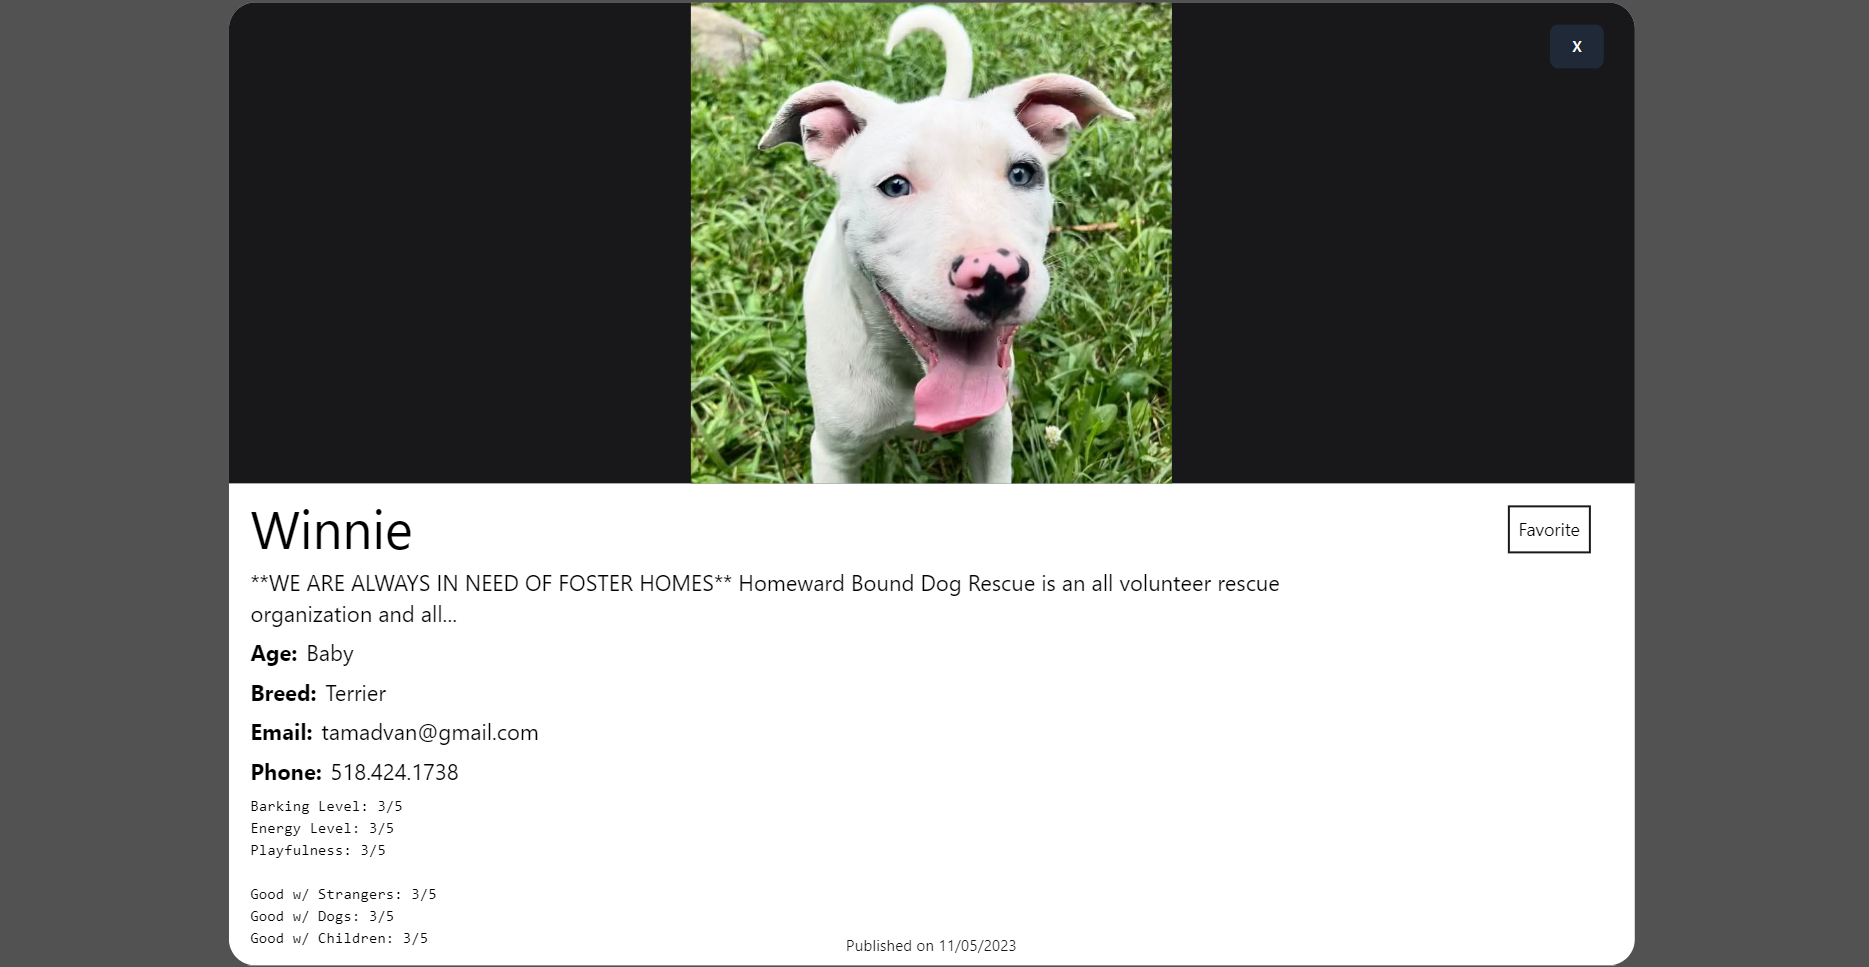 X
Winnie
Favorite
**WE ARE ALWAYS IN NEED OF FOSTER HOMES** Homeward Bound Dog Rescue is an all volunteer rescue
organization and all...
Age: Baby
Breed: Terrier
Email: tamadvan@gmail.com
Phone: 518.424.1738
Barking Level: 3/5
Energy Level: 3/5
Playfulness: 3/5
Good w/ Strangers: 3/5
Good w/ Dogs: 3/5
Good w/ Children: 3/5
Published on 11/05/2023